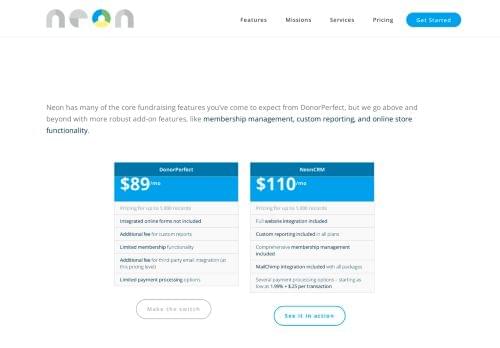 neon
Features
Missions
Services
Pricing
Get Started
Neon has many of the core fundraising features you've come to expect from DonorPerfect, but we go above and
beyond with more robust add-on features, like membership management, custom reporting, and online store
functionality.
DonorPerfect
$89/mo
Pricing for up to 1,000 records
Integrated online forms not included
Additional fee for custom reports
Limited membership functionality
Additional fee for third-party email integration (at
this pricing level)
Limited payment processing options
Make the switch
NeonCRM
$110/mo
Pricing for up to 1,000 records
Full website integration included
Custom reporting included in all plans
Comprehensive membership management
included
MailChimp integration included with all packages
Several payment processing options – starting as
low as 1.99% + $.25 per transaction
See it in action